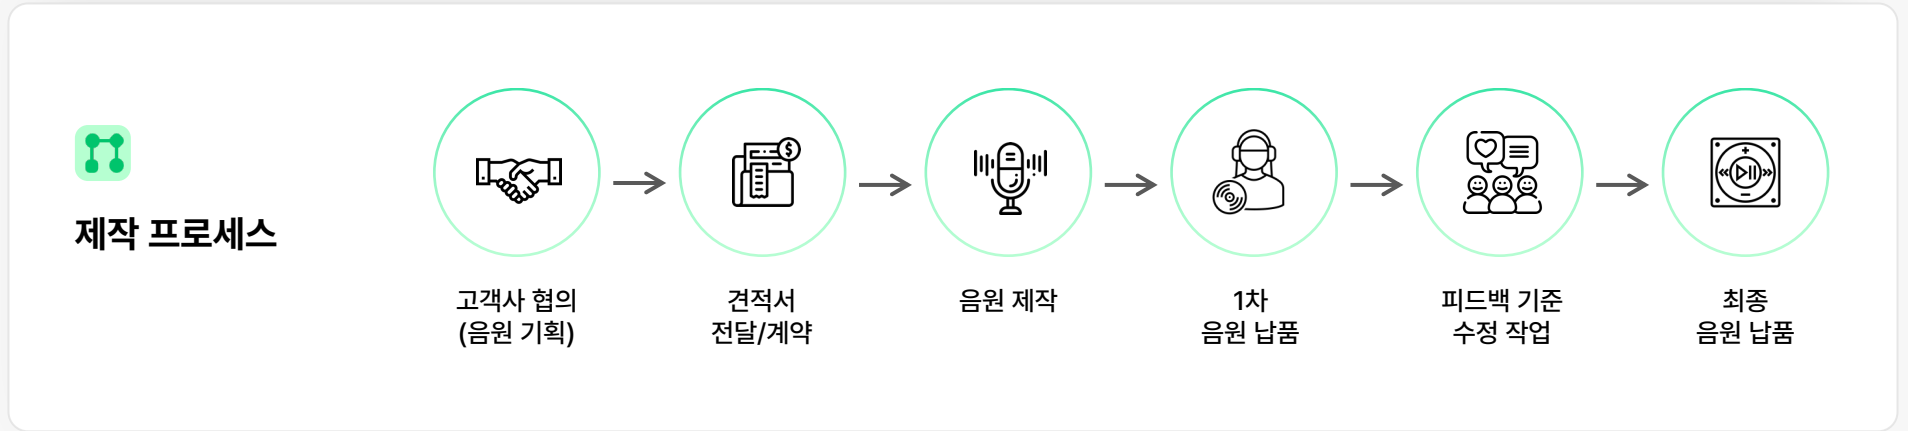 제작 프로세스
고객사 협의
(음원 기획)
견적서
전달/계약
음원 제작
1차
음원 납품
피드백 기준
수정 작업
최종
음원 납품